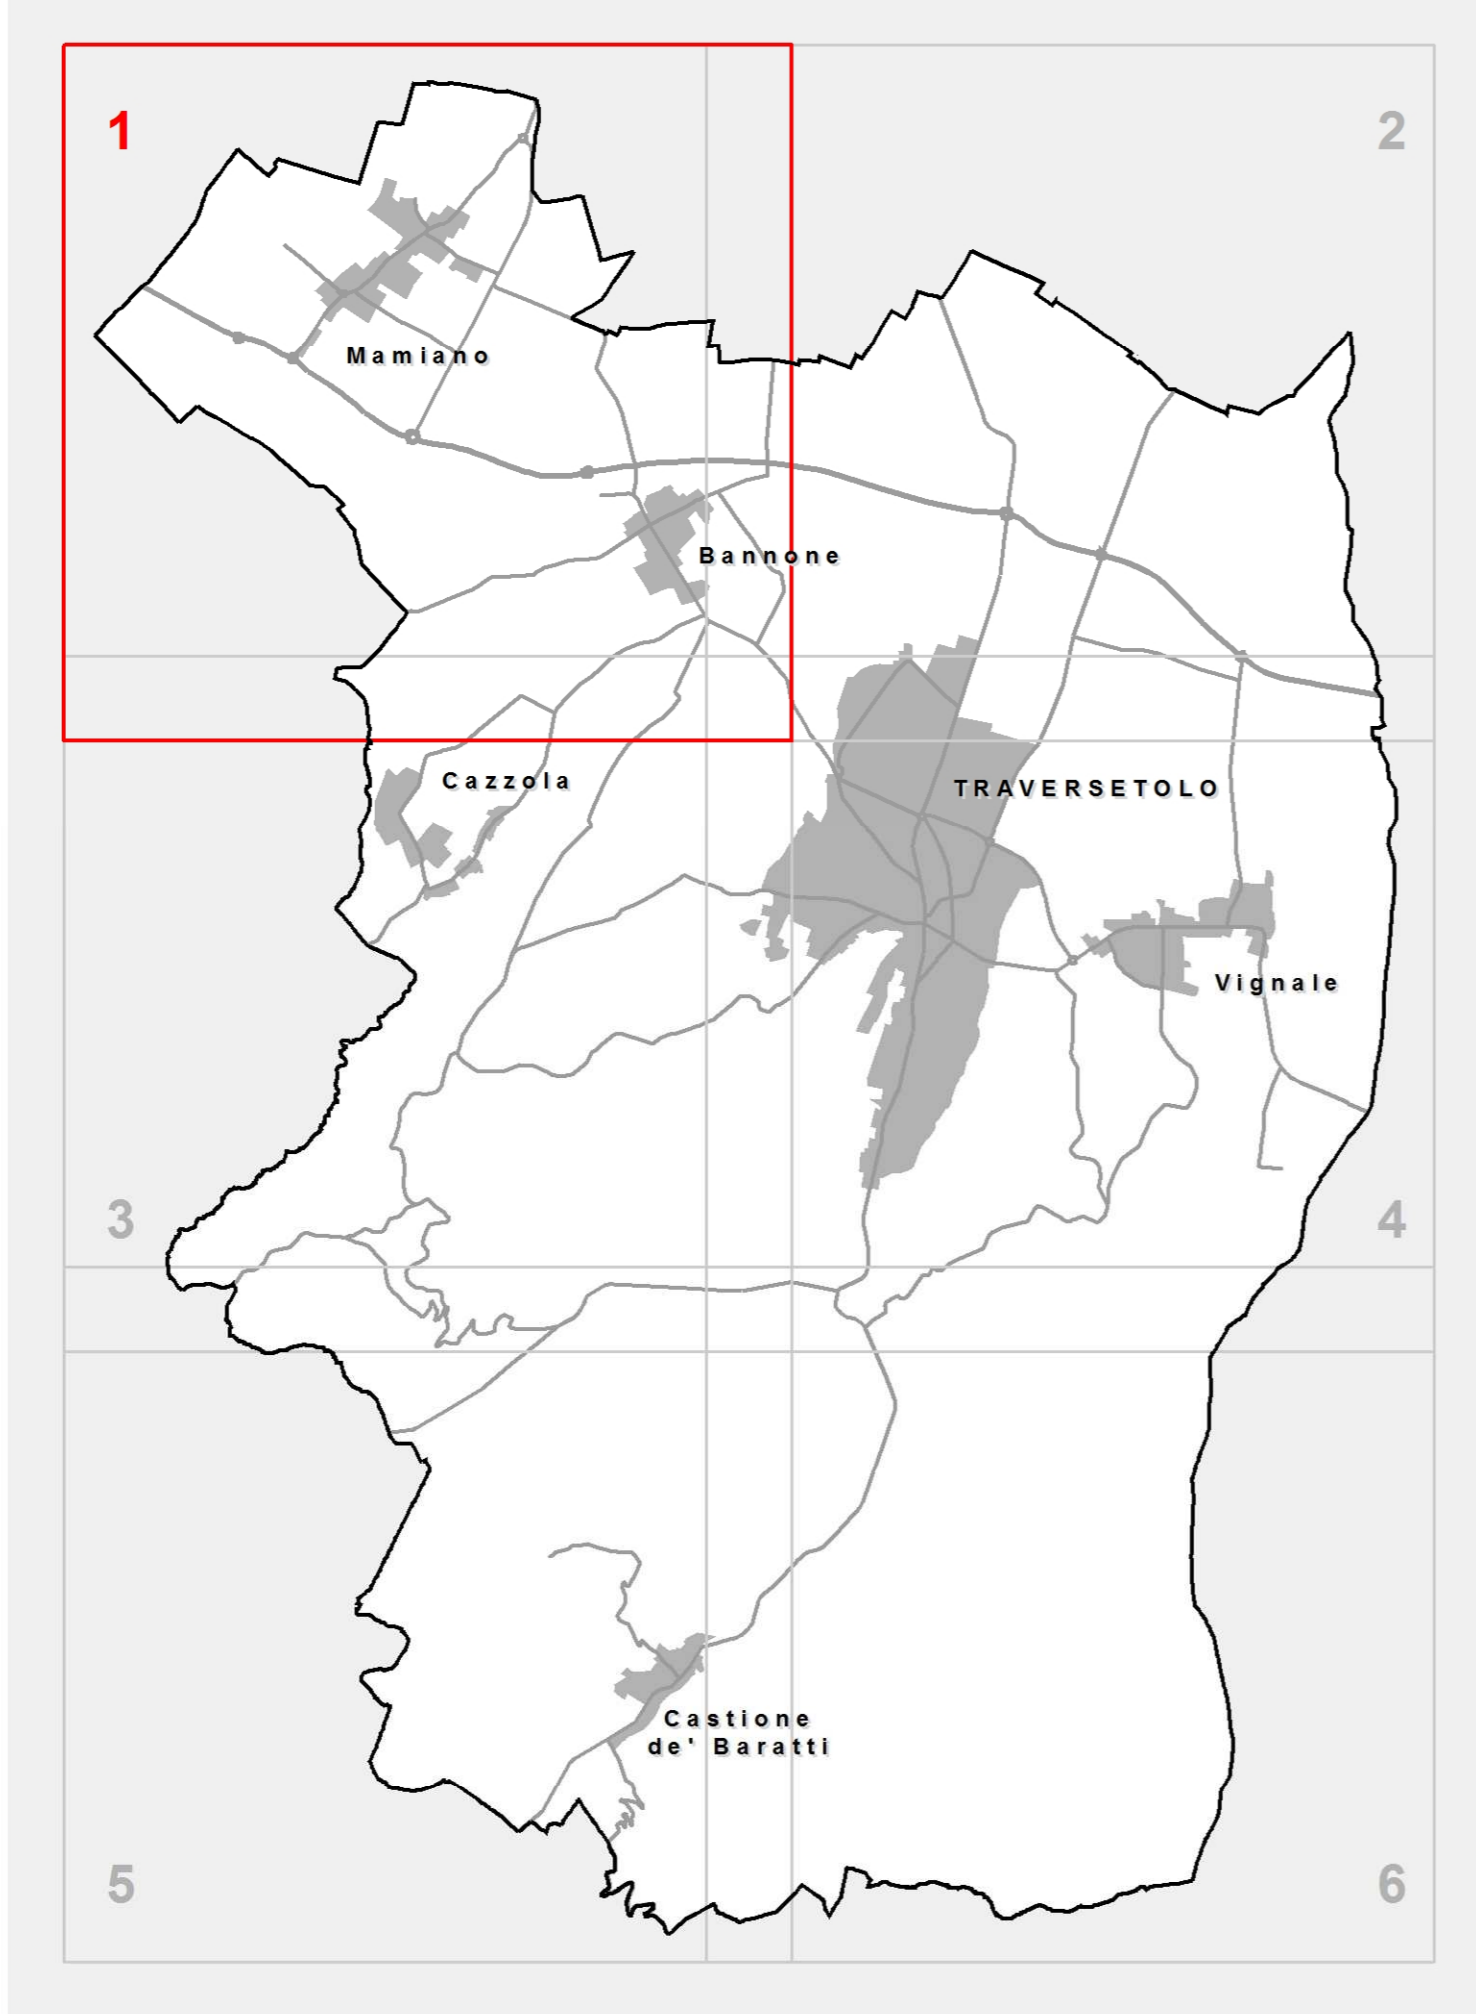 1
2
Mamiano
Bannone
Cazzola
TRAVERSETOLO
Vignale
3
4
Castione
de' Baratti
5
6